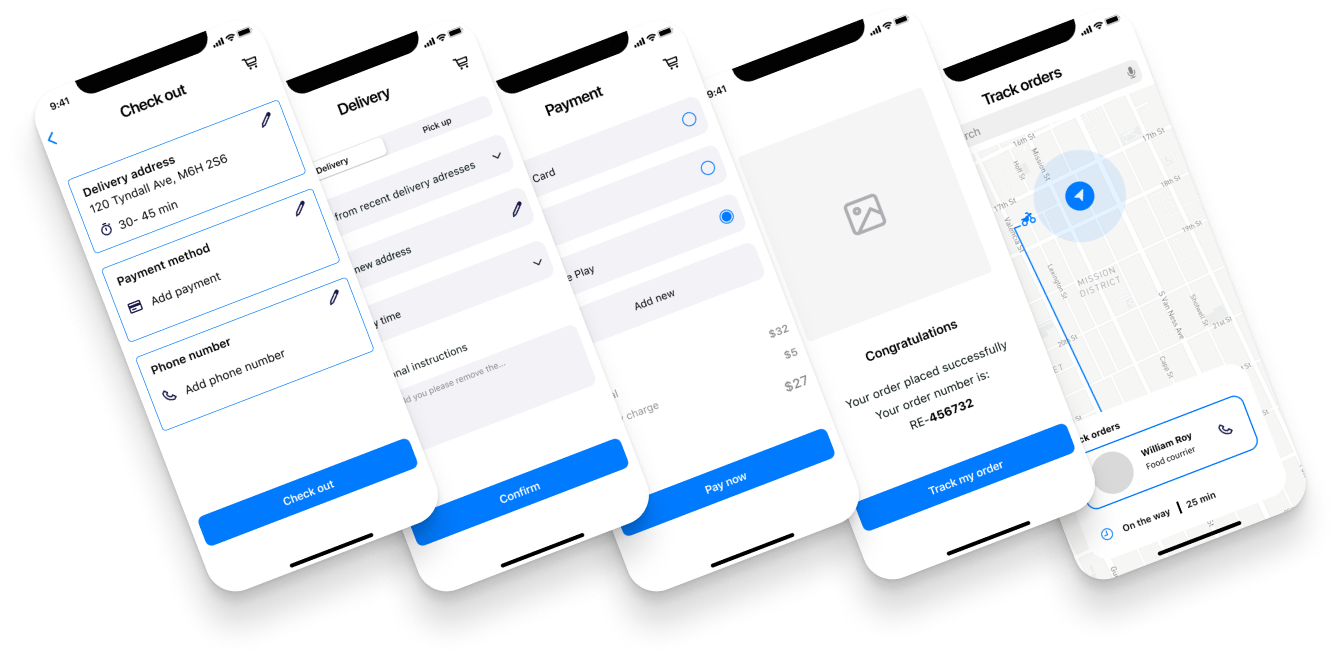 9:41
Check out
Delivery address
120 Tyndall Ave, M6H 2S6
30- 45 min
Payment method
Add payment
Phone number
Add phone number
Check out
Delivery
Delivery
Pick up
from recent delivery adresses
new address
time
instructions
you please remove the...
Confirm
Payment
Card
Play
Add new
$32
$5
charge
$27
Pay now
9:41
Congratulations
Your order placed successfully
Your order number is:
RE-456732
Track my order
Track orders
16th St
17th St
Hoff St
Mission St
18th St
17th St
Valencia St
19th St
Lexington St
MISSION
DISTRICT
S Van Ness Ave
Shotwell St
21st St
20th St
Capp St
St
St
orders
William Roy
Food courrier
On the way
25 min
St